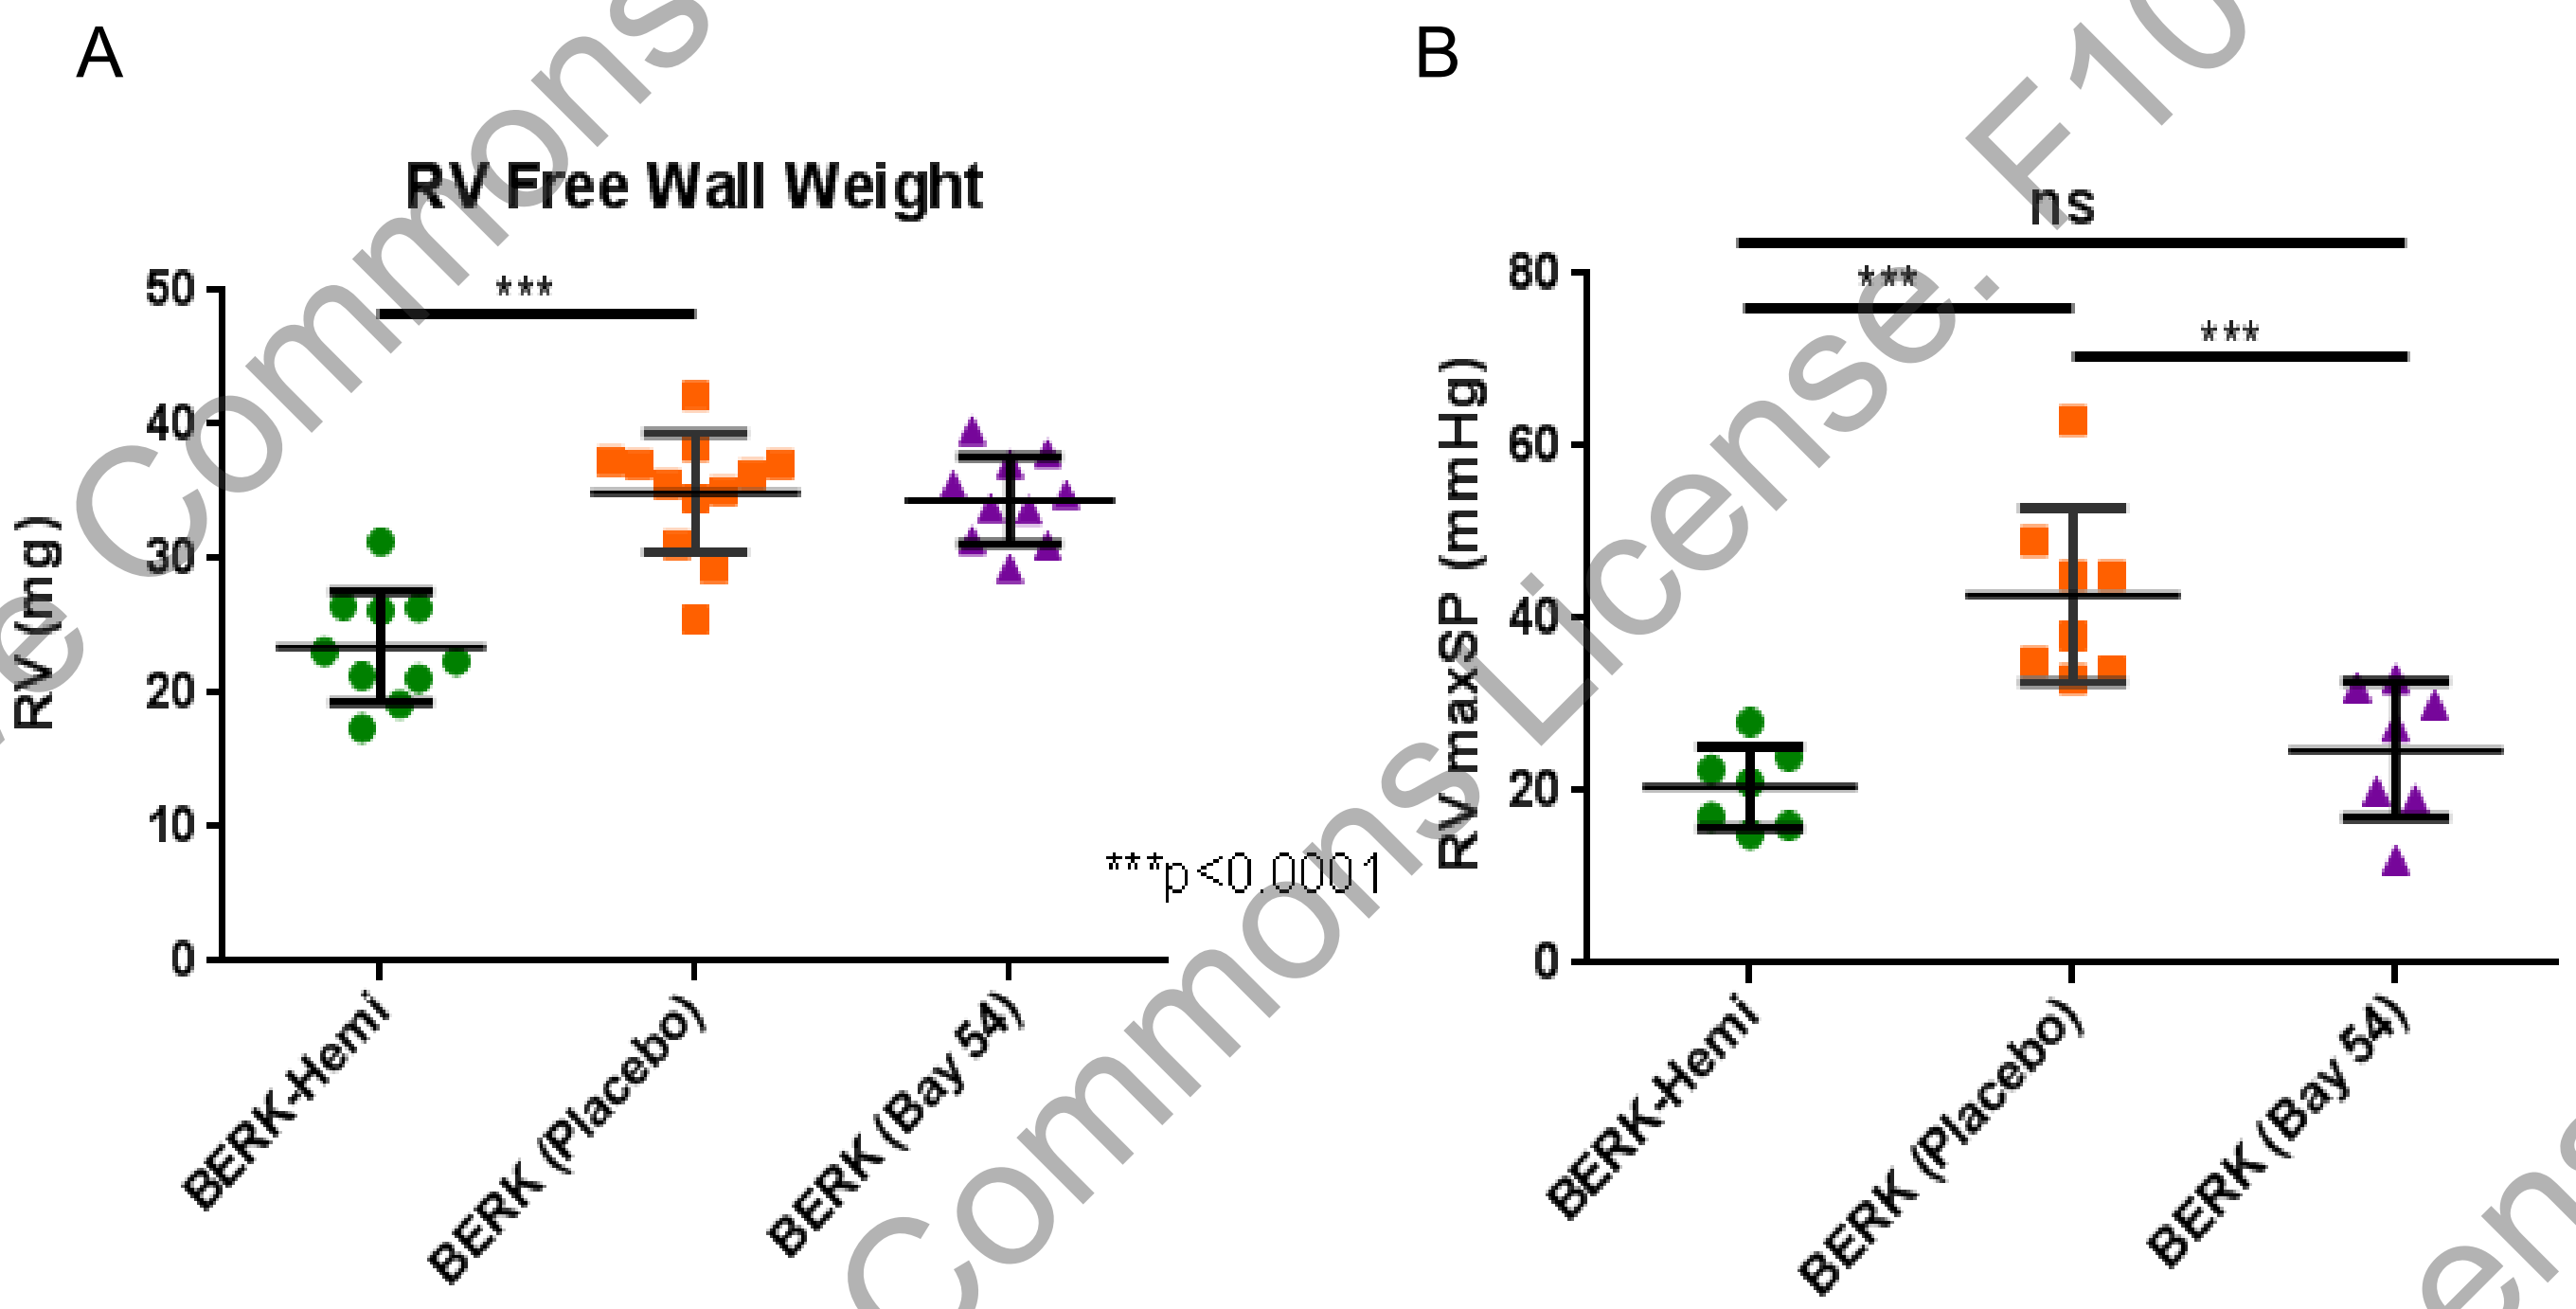 A
B
RV Free Wall Weight
ns
***
***
***
50
40
30
20
10
0
RV (mg)
***p<0.0001
80
60
40
20
0
RVmaxSP (mmHg)
BERK-Hemi
BERK (Placebo)
BERK (Bay 54)
BERK-Hemi
BERK (Placebo)
BERK (Bay 54)
Commons
Commons License. F10